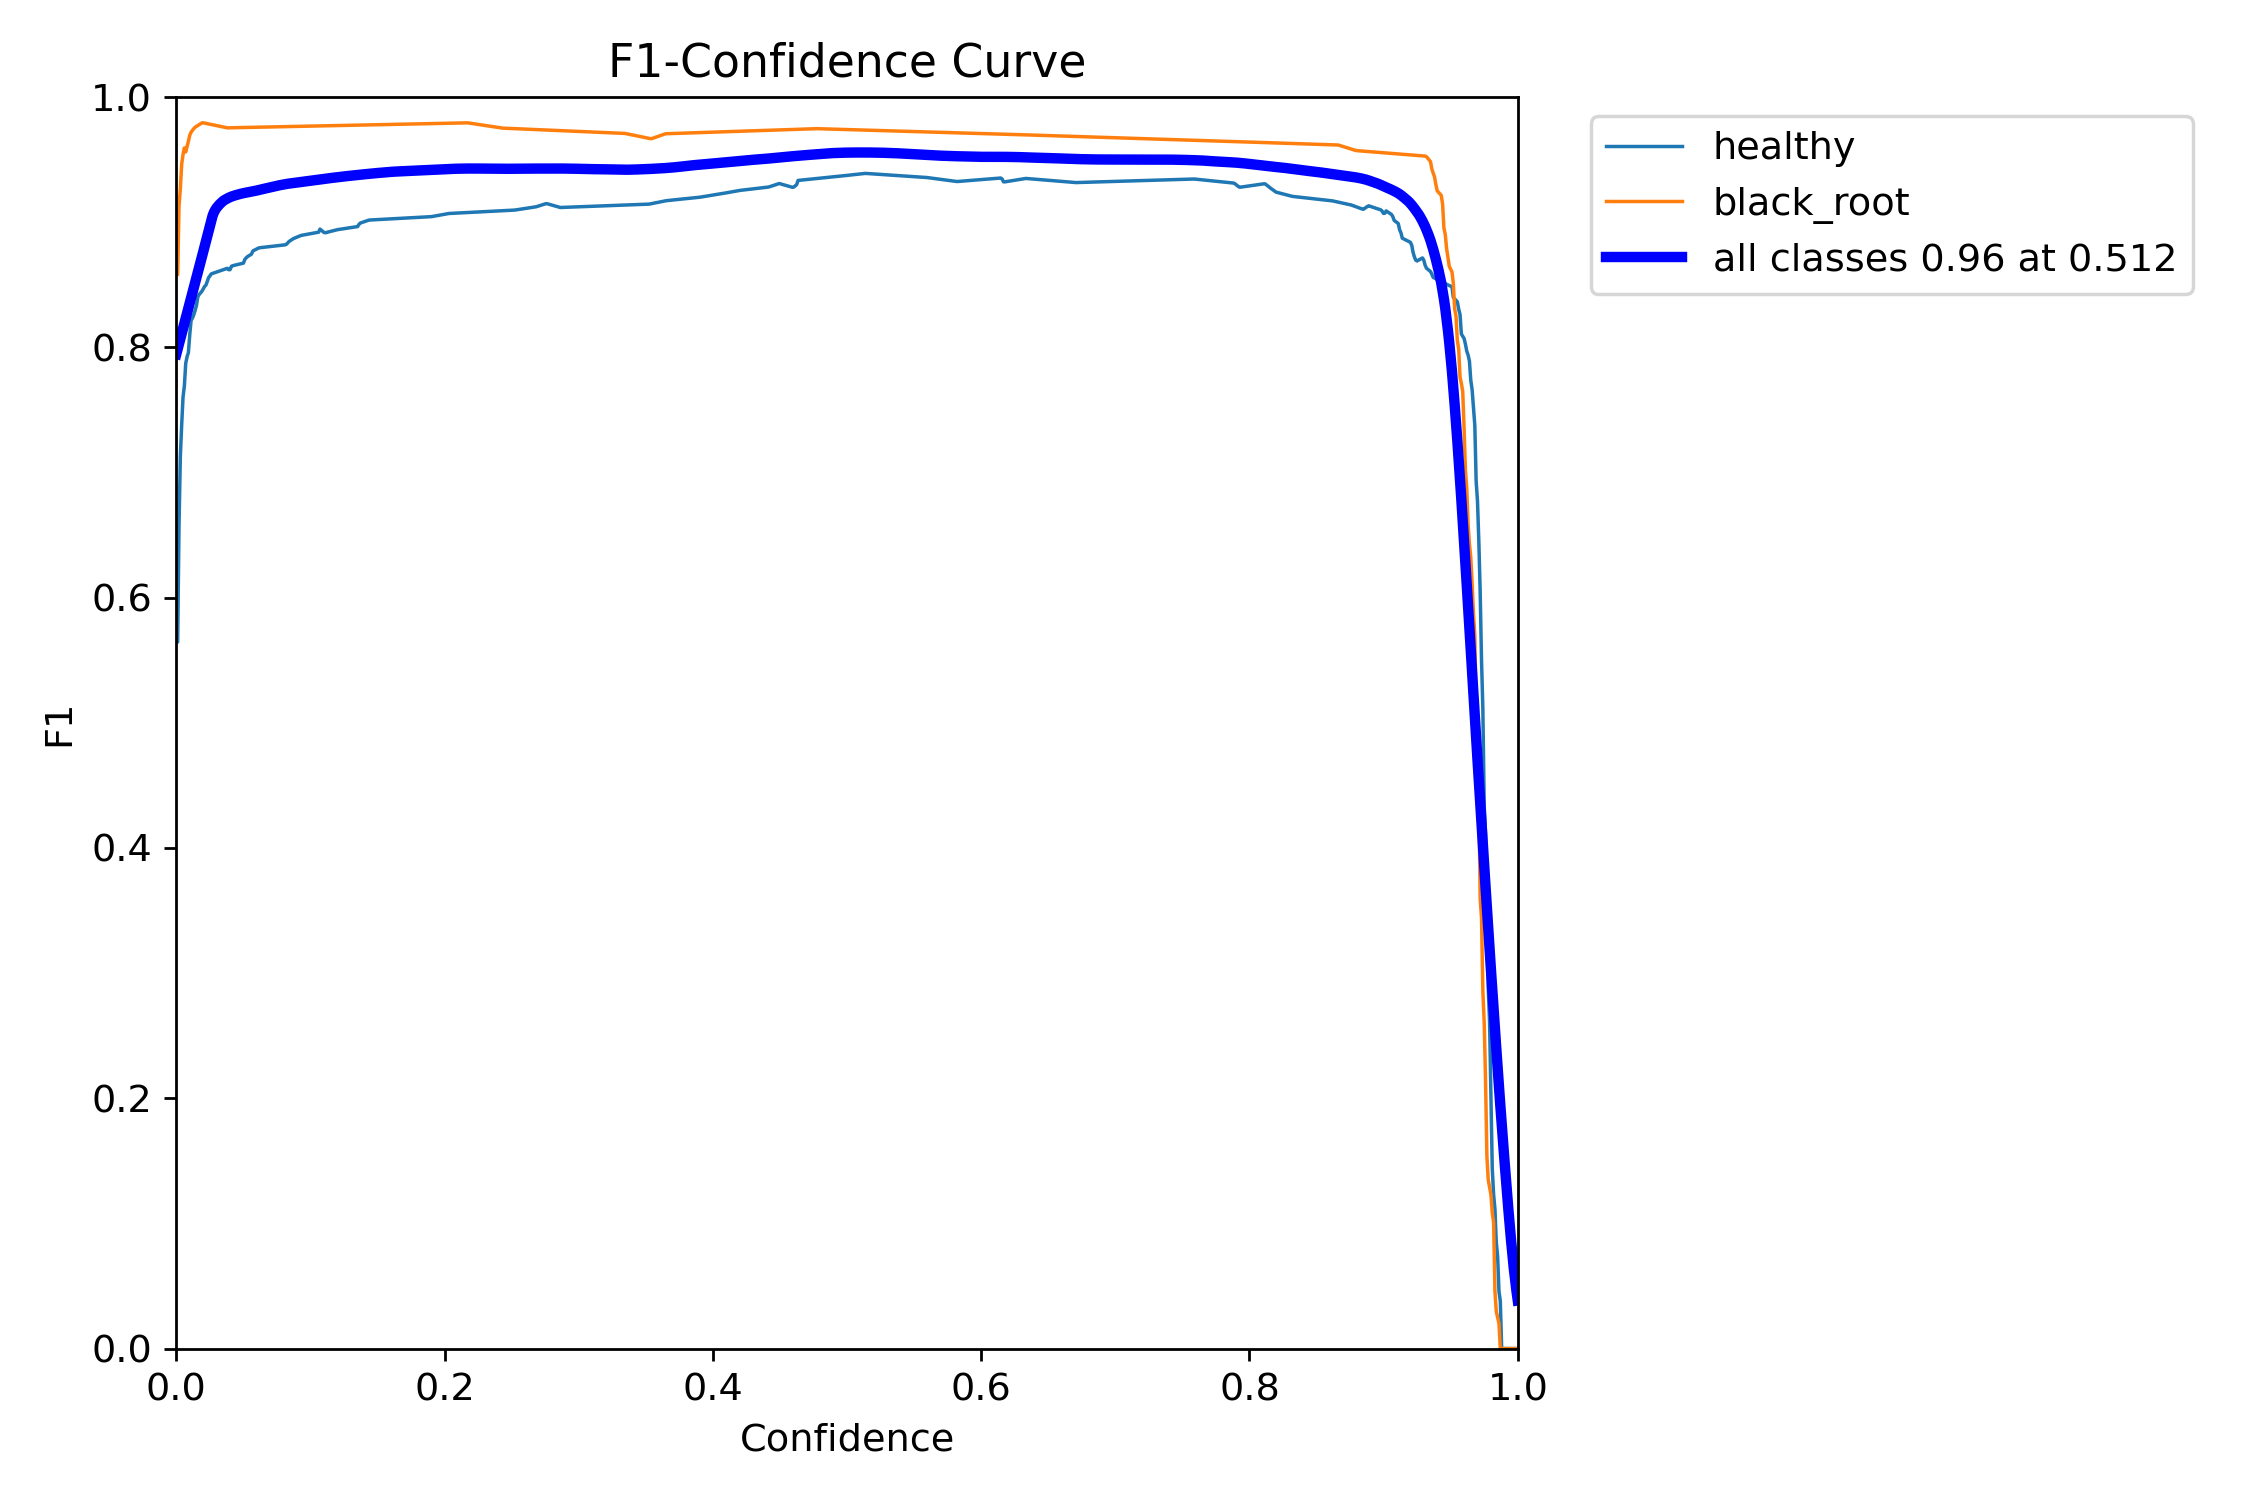 F1-Confidence Curve
healthy
black_root
all classes 0.96 at 0.512
1.0
0.8
0.6
0.4
0.2
0.0
F1
0.0 0.2 0.4 0.6 0.8 1.0
Confidence